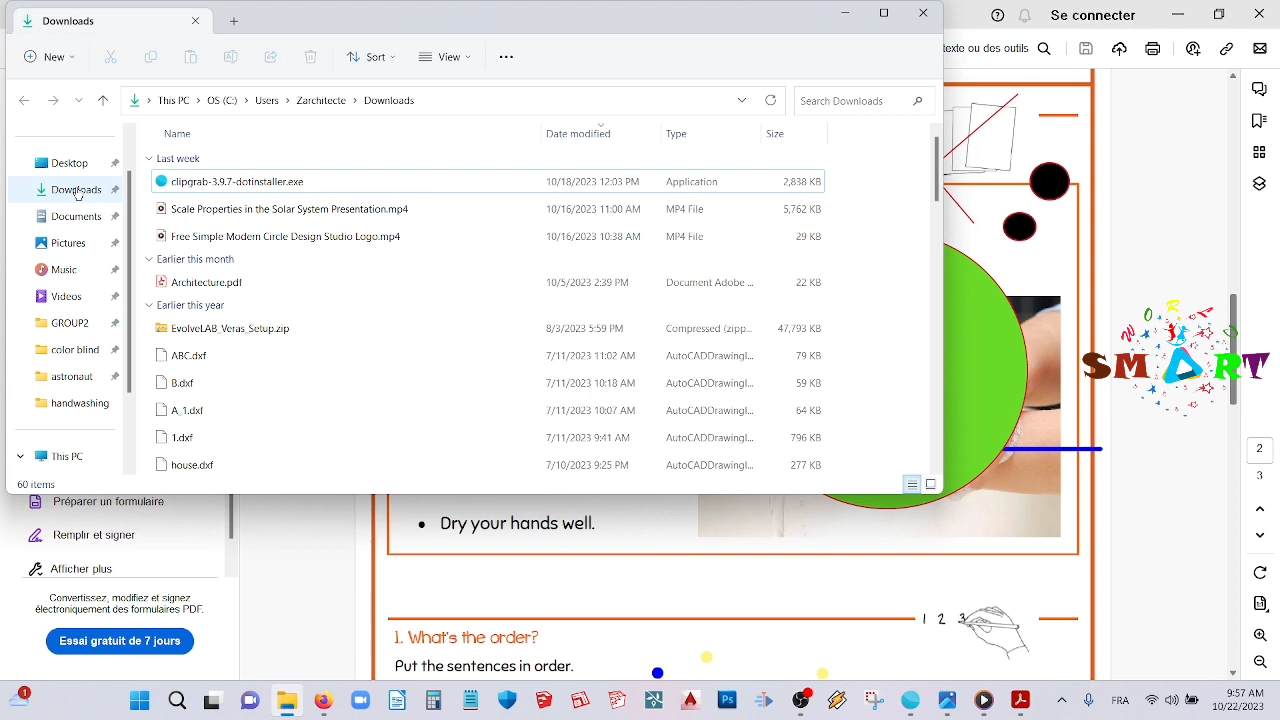 Downloads
Se connecter
New
Sort
View
texte ou des outils
This PC
OS (C:)
Users
Zarchitecte
Downloads
Search Downloads
Name
Date modified
Type
Size
Desktop
Downloads
Documents
Pictures
Music
Videos
GROUP2
color blind
astronaut
handwashing
This PC
Last week
clipgrab-3.9.7-dotinstaller.exe 10/18/2023 12:03 PM Application 2,838 KB
Scale Properties in the Solar System Presentation.mp4 10/16/2023 11:00 AM MP4 File 5,762 KB
Free Simple Modern Circle Design Studio Logo.mp4 10/16/2023 10:38 AM MP4 File 29 KB
Earlier this month
Architecture.pdf 10/5/2023 2:39 PM Document Adobe ... 22 KB
Earlier this year
EvolveLAB_Veras_Setup.zip 8/3/2023 5:59 PM Compressed (zipp... 47,793 KB
ABC.dxf 7/11/2023 11:02 AM AutoCADDrawingI... 79 KB
B.dxf 7/11/2023 10:18 AM AutoCADDrawingI... 59 KB
A_1.dxf 7/11/2023 10:07 AM AutoCADDrawingI... 64 KB
1.dxf 7/11/2023 9:41 AM AutoCADDrawingI... 796 KB
house.dxf 7/10/2023 9:25 PM AutoCADDrawingI... 277 KB
60 items
WORLD
SMART
2
3
Préparer un formulaire
Remplir et signer
Afficher plus
Convertissez, modifiez et signez
électroniquement des formulaires PDF.
Essai gratuit de 7 jours
• Dry your hands well.
1 2 3
1. What's the order?
Put the sentences in order.
1
Ps
FRA
9:57 AM
10/22/2023